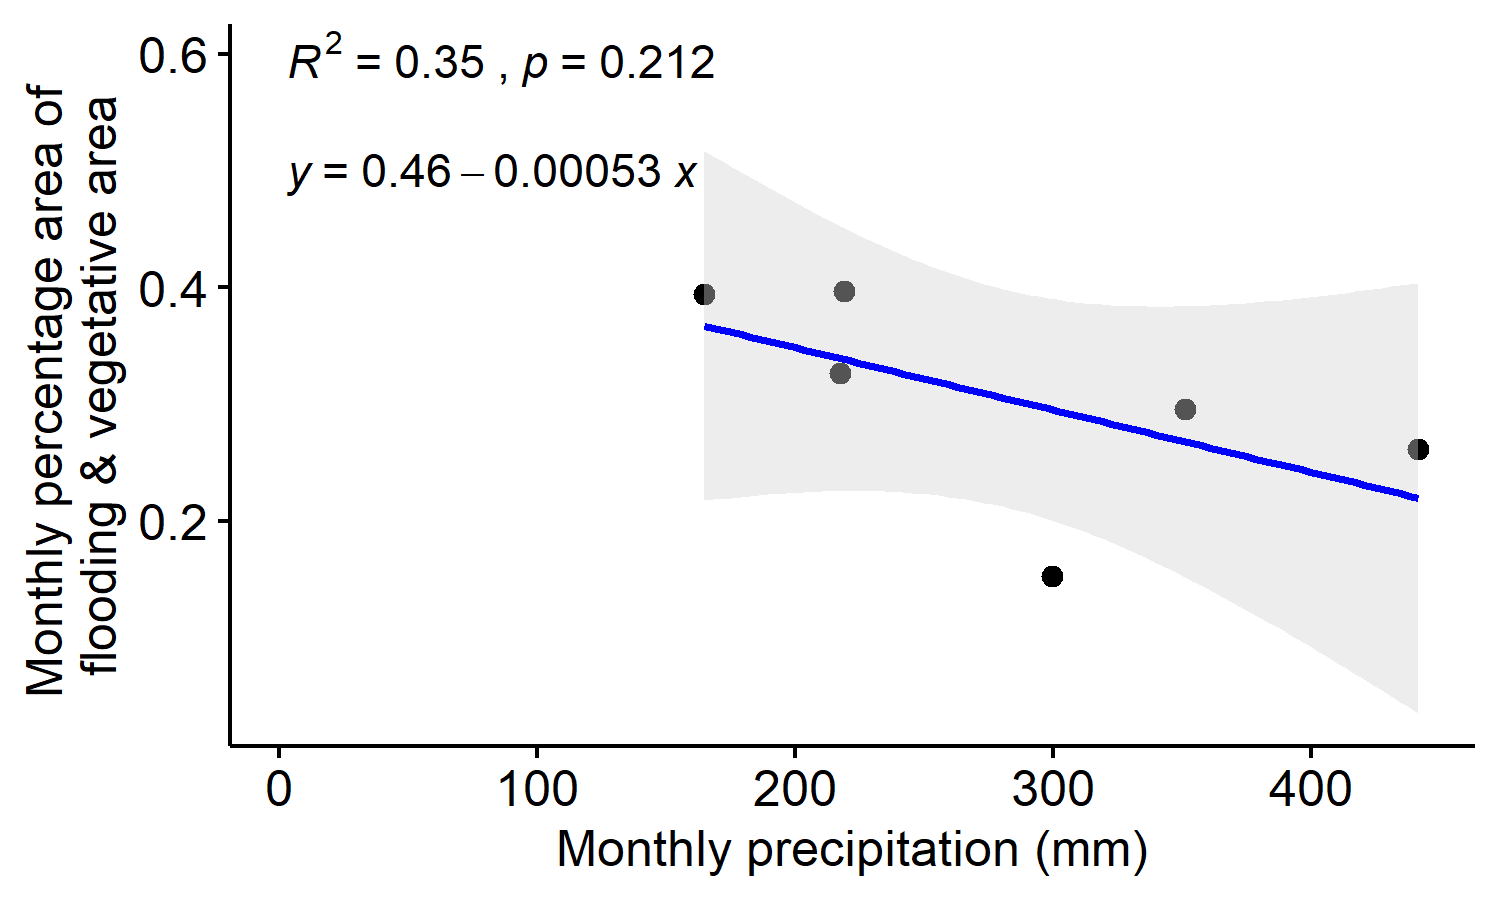 R² = 0.35 , p = 0.212
y = 0.46 – 0.00053 x
Monthly percentage area of
flooding & vegetative area
0.6
0.4
0.2
0 100 200 300 400
Monthly precipitation (mm)